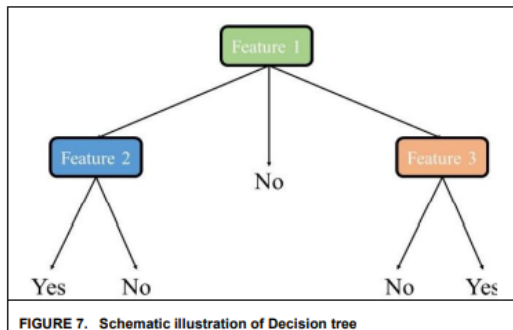 Feature 1
Feature 2
Feature 3
No
Yes No No Yes
FIGURE 7. Schematic illustration of Decision tree